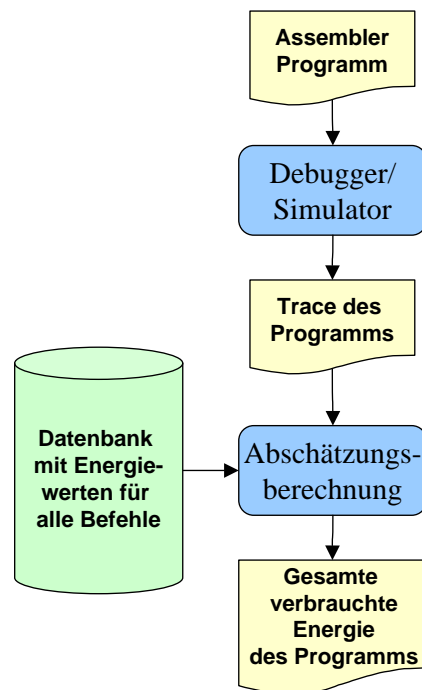 Assembler
Programm
Debugger/
Simulator
Trace des
Programms
Datenbank
mit Energie-
werten für
alle Befehle
Abschätzungs-
berechnung
Gesamte
verbrauchte
Energie
des Programms